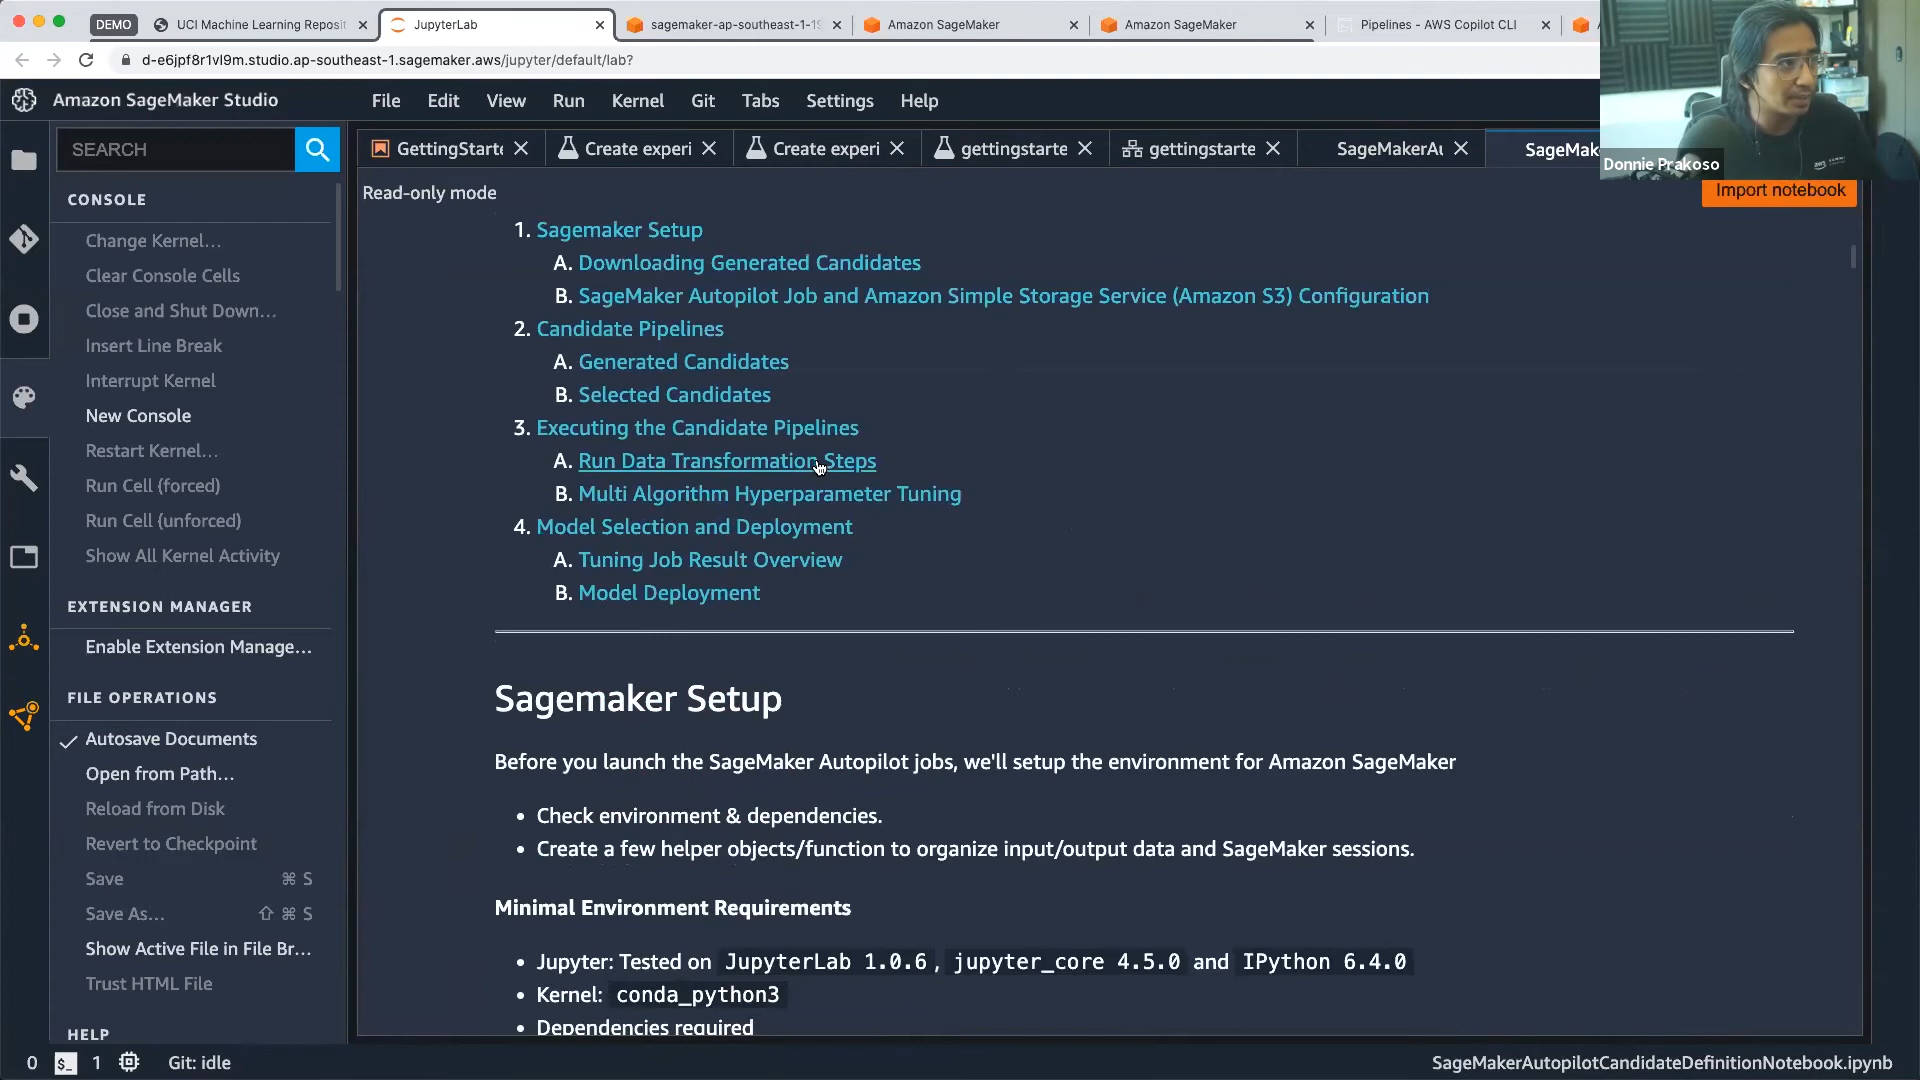 DEMO
UCI Machine Learning Reposit
JupyterLab
sagemaker-ap-southeast-1-19
Amazon SageMaker
Amazon SageMaker
Pipelines - AWS Copilot CLI
d-e6jpf8r1vl9m.studio.ap-southeast-1.sagemaker.aws/jupyter/default/lab?
Amazon SageMaker Studio
File
Edit
View
Run
Kernel
Git
Tabs
Settings
Help
SEARCH
GettingStarte
Create experi
Create experi
gettingstarte
gettingstarte
SageMakerAu
SageMak
Donnie Prakoso
Read-only mode
Import notebook
CONSOLE
Change Kernel…
Clear Console Cells
Close and Shut Down…
Insert Line Break
Interrupt Kernel
New Console
Restart Kernel…
Run Cell (forced)
Run Cell (unforced)
Show All Kernel Activity
EXTENSION MANAGER
Enable Extension Manage...
FILE OPERATIONS
Autosave Documents
Open from Path…
Reload from Disk
Revert to Checkpoint
Save ⌘ S
Save As… ⇧ ⌘ S
Show Active File in File Br...
Trust HTML File
HELP
1. Sagemaker Setup
A. Downloading Generated Candidates
B. SageMaker Autopilot Job and Amazon Simple Storage Service (Amazon S3) Configuration
2. Candidate Pipelines
A. Generated Candidates
B. Selected Candidates
3. Executing the Candidate Pipelines
A. Run Data Transformation Steps
B. Multi Algorithm Hyperparameter Tuning
4. Model Selection and Deployment
A. Tuning Job Result Overview
B. Model Deployment
Sagemaker Setup
Before you launch the SageMaker Autopilot jobs, we'll setup the environment for Amazon SageMaker
• Check environment & dependencies.
• Create a few helper objects/function to organize input/output data and SageMaker sessions.
Minimal Environment Requirements
• Jupyter: Tested on JupyterLab 1.0.6, jupyter_core 4.5.0 and IPython 6.4.0
• Kernel: conda_python3
• Dependencies required
0
$_
1
Git: idle
SageMakerAutopilotCandidateDefinitionNotebook.ipynb